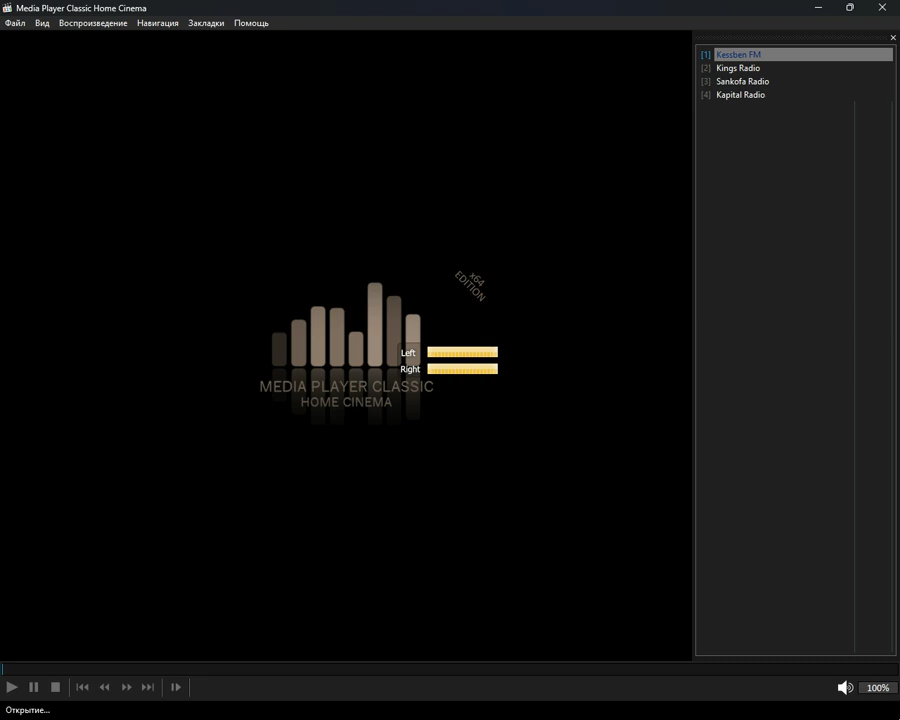 Media Player Classic Home Cinema
Файл Вид Воспроизведение Навигация Закладки Помощь
[1] Kessben FM
[2] Kings Radio
[3] Sankofa Radio
[4] Kapital Radio
x64
EDITION
Left
Right
MEDIA PLAYER CLASSIC
HOME CINEMA
100%
Открытие...